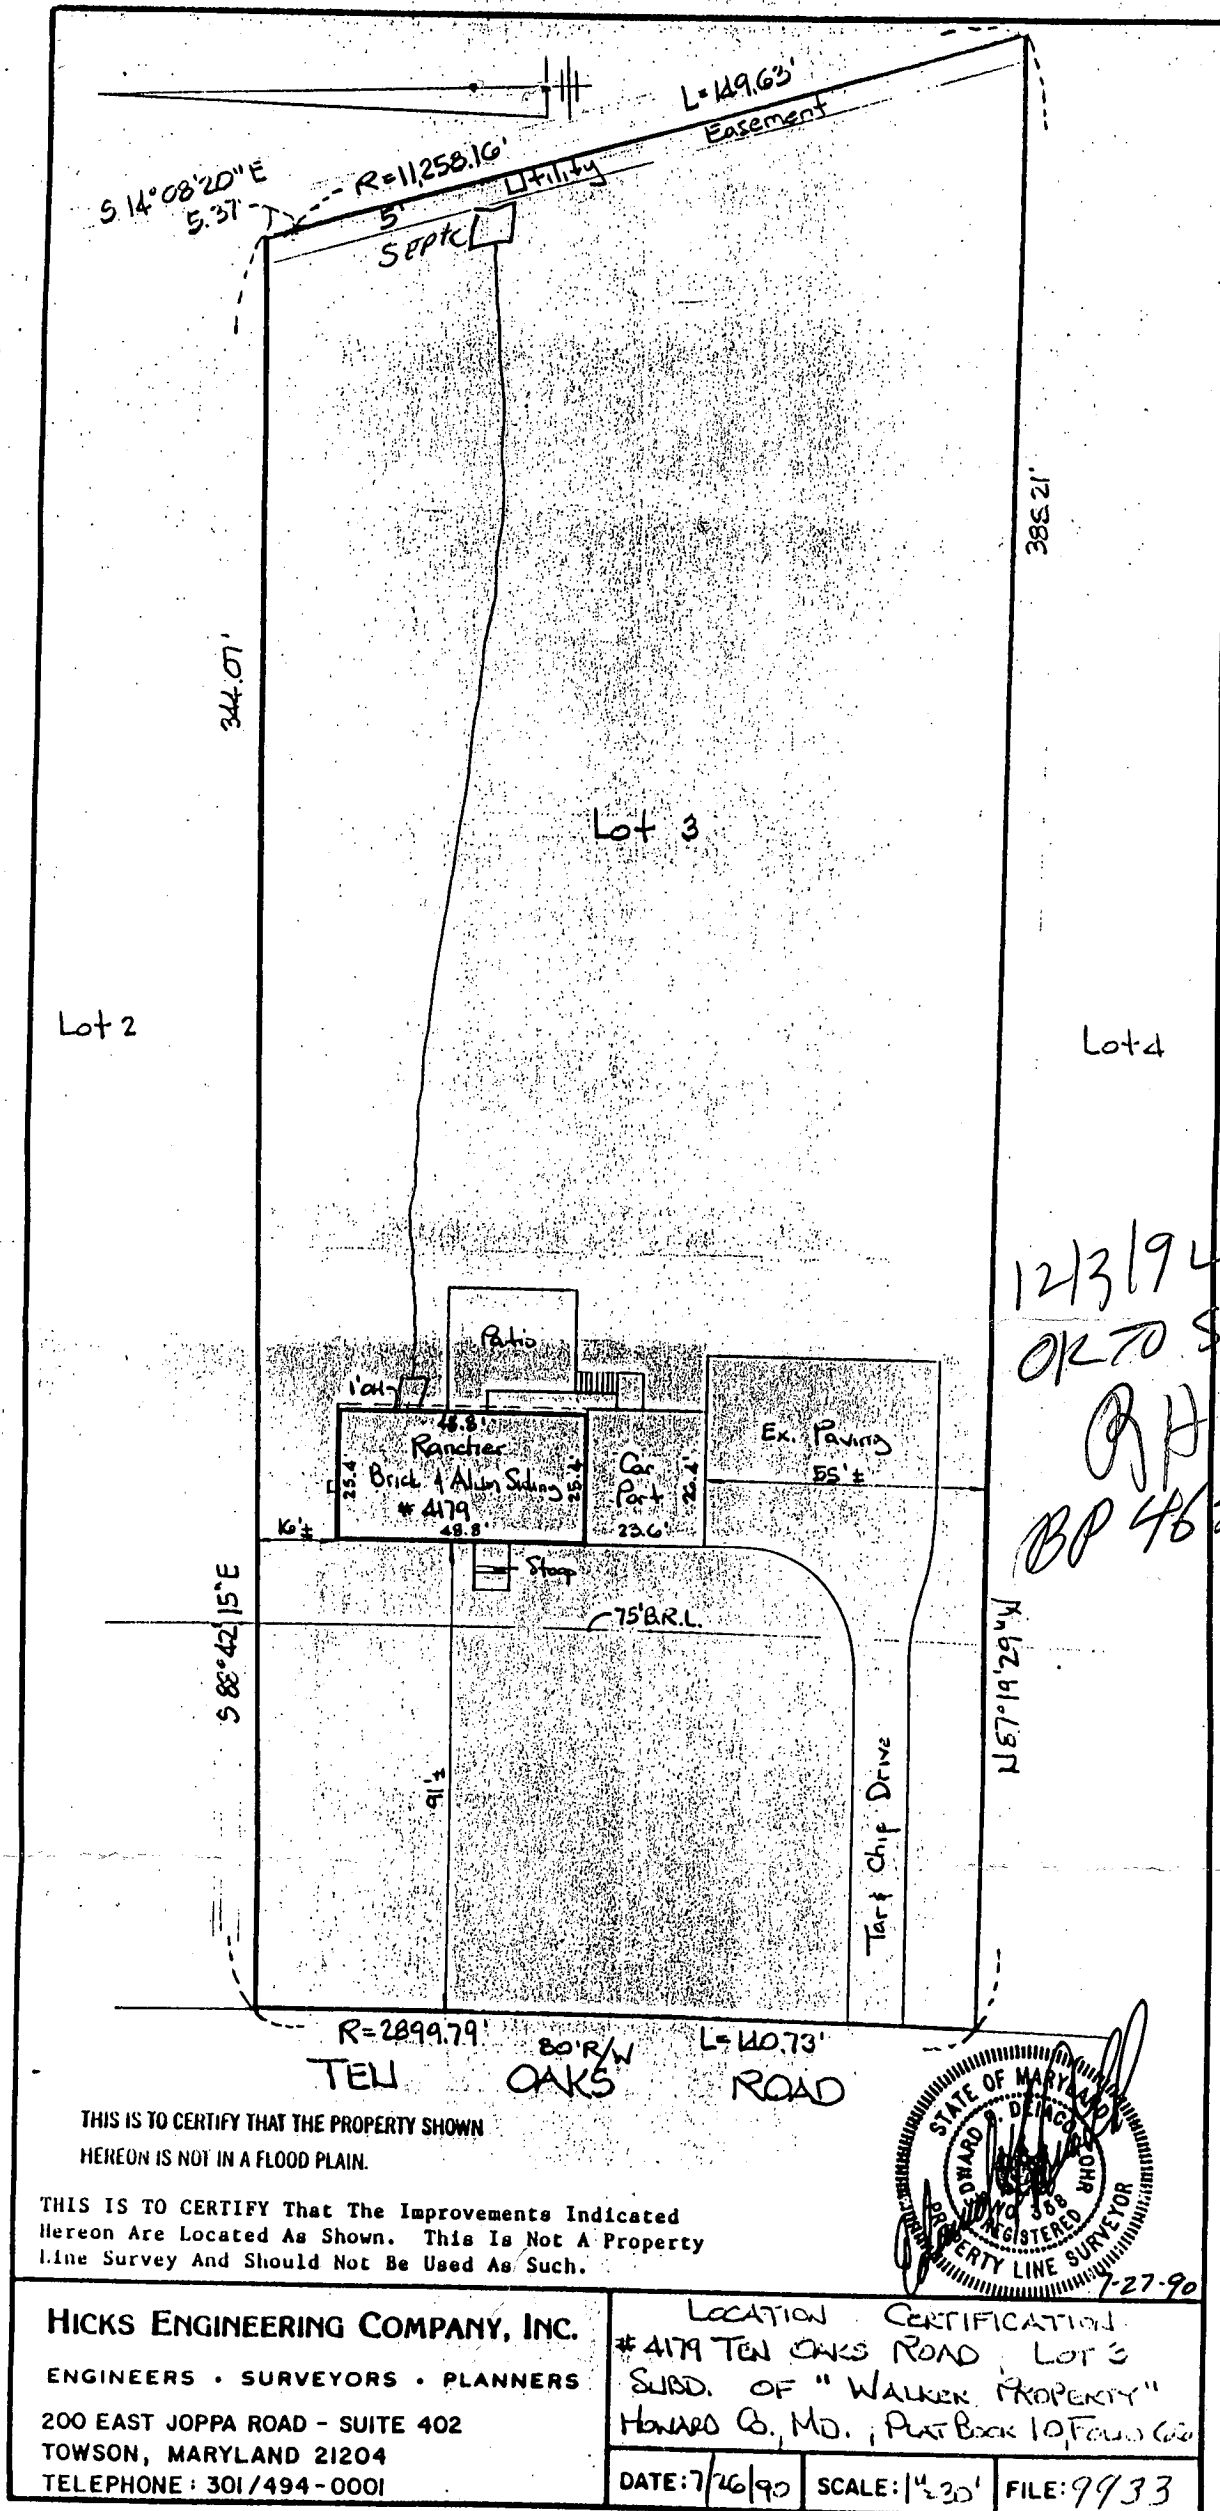 L=149.63'
Easement
R=11,258.16'
Utility
S 14°08'20"E
5.37'
5'
Septc
388.21'
344.07'
Lot 3
Lot 2
Lot 4
12/3/9
OK TO S
RH
BP 46
Patio
1'OH
48.8'
Rancher
Brick & Alum Siding
# 4179
48.8'
25.4'
25.4'
Car
Port
26.4'
23.6'
Ex. Paving
55'±
16'±
Stoop
75'B.R.L.
S 88°42'15"E
N 87°19'29"W
91'±
Tar & Chip Drive
R=2899.79'
80'R/W
L=140.73'
TEN OAKS ROAD
THIS IS TO CERTIFY THAT THE PROPERTY SHOWN
HEREON IS NOT IN A FLOOD PLAIN.
THIS IS TO CERTIFY That The Improvements Indicated
Hereon Are Located As Shown. This Is Not A Property
Line Survey And Should Not Be Used As Such.
STATE OF MARYLAND
REGISTERED
PROPERTY LINE SURVEYOR
7-27-90
HICKS ENGINEERING COMPANY, INC.
ENGINEERS • SURVEYORS • PLANNERS
200 EAST JOPPA ROAD - SUITE 402
TOWSON, MARYLAND 21204
TELEPHONE: 301/494-0001
LOCATION CERTIFICATION
# 4179 TEN OAKS ROAD LOT 3
SUBD. OF "WALKER PROPERTY"
HOWARD CO., MD. ; PLAT BOOK 10, FOLIO
DATE: 7/26/90
SCALE: 1"=30'
FILE: 9933